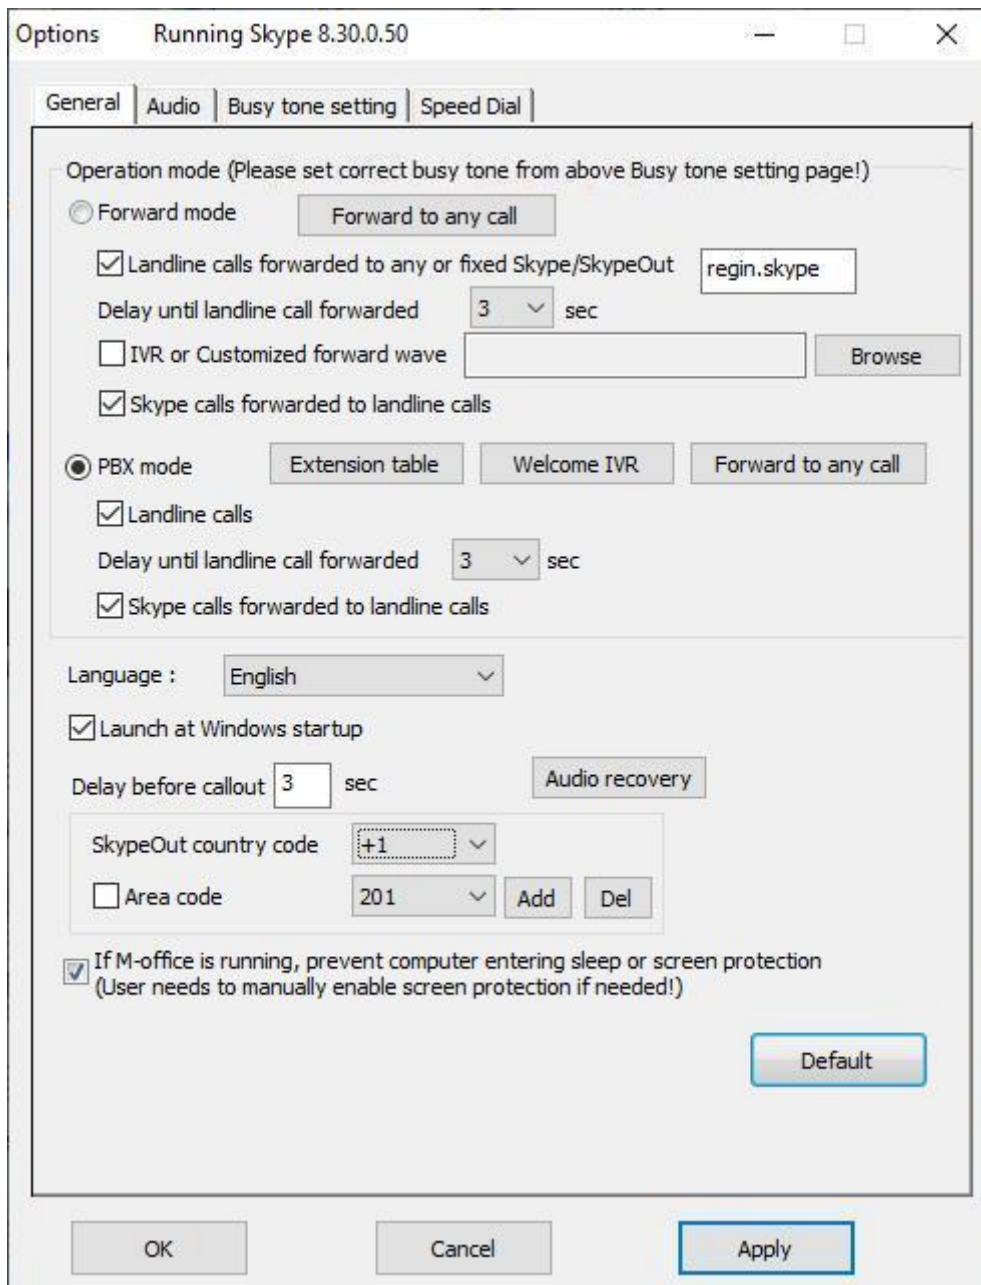 Options Running Skype 8.30.0.50
General Audio Busy tone setting Speed Dial
Operation mode (Please set correct busy tone from above Busy tone setting page!)
Forward mode Forward to any call
Landline calls forwarded to any or fixed Skype/SkypeOut regin.skype
Delay until landline call forwarded 3 sec
IVR or Customized forward wave Browse
Skype calls forwarded to landline calls
PBX mode Extension table Welcome IVR Forward to any call
Landline calls
Delay until landline call forwarded 3 sec
Skype calls forwarded to landline calls
Language : English
Launch at Windows startup
Delay before callout 3 sec Audio recovery
SkypeOut country code +1
Area code 201 Add Del
If M-office is running, prevent computer entering sleep or screen protection
(User needs to manually enable screen protection if needed!)
Default
OK Cancel Apply